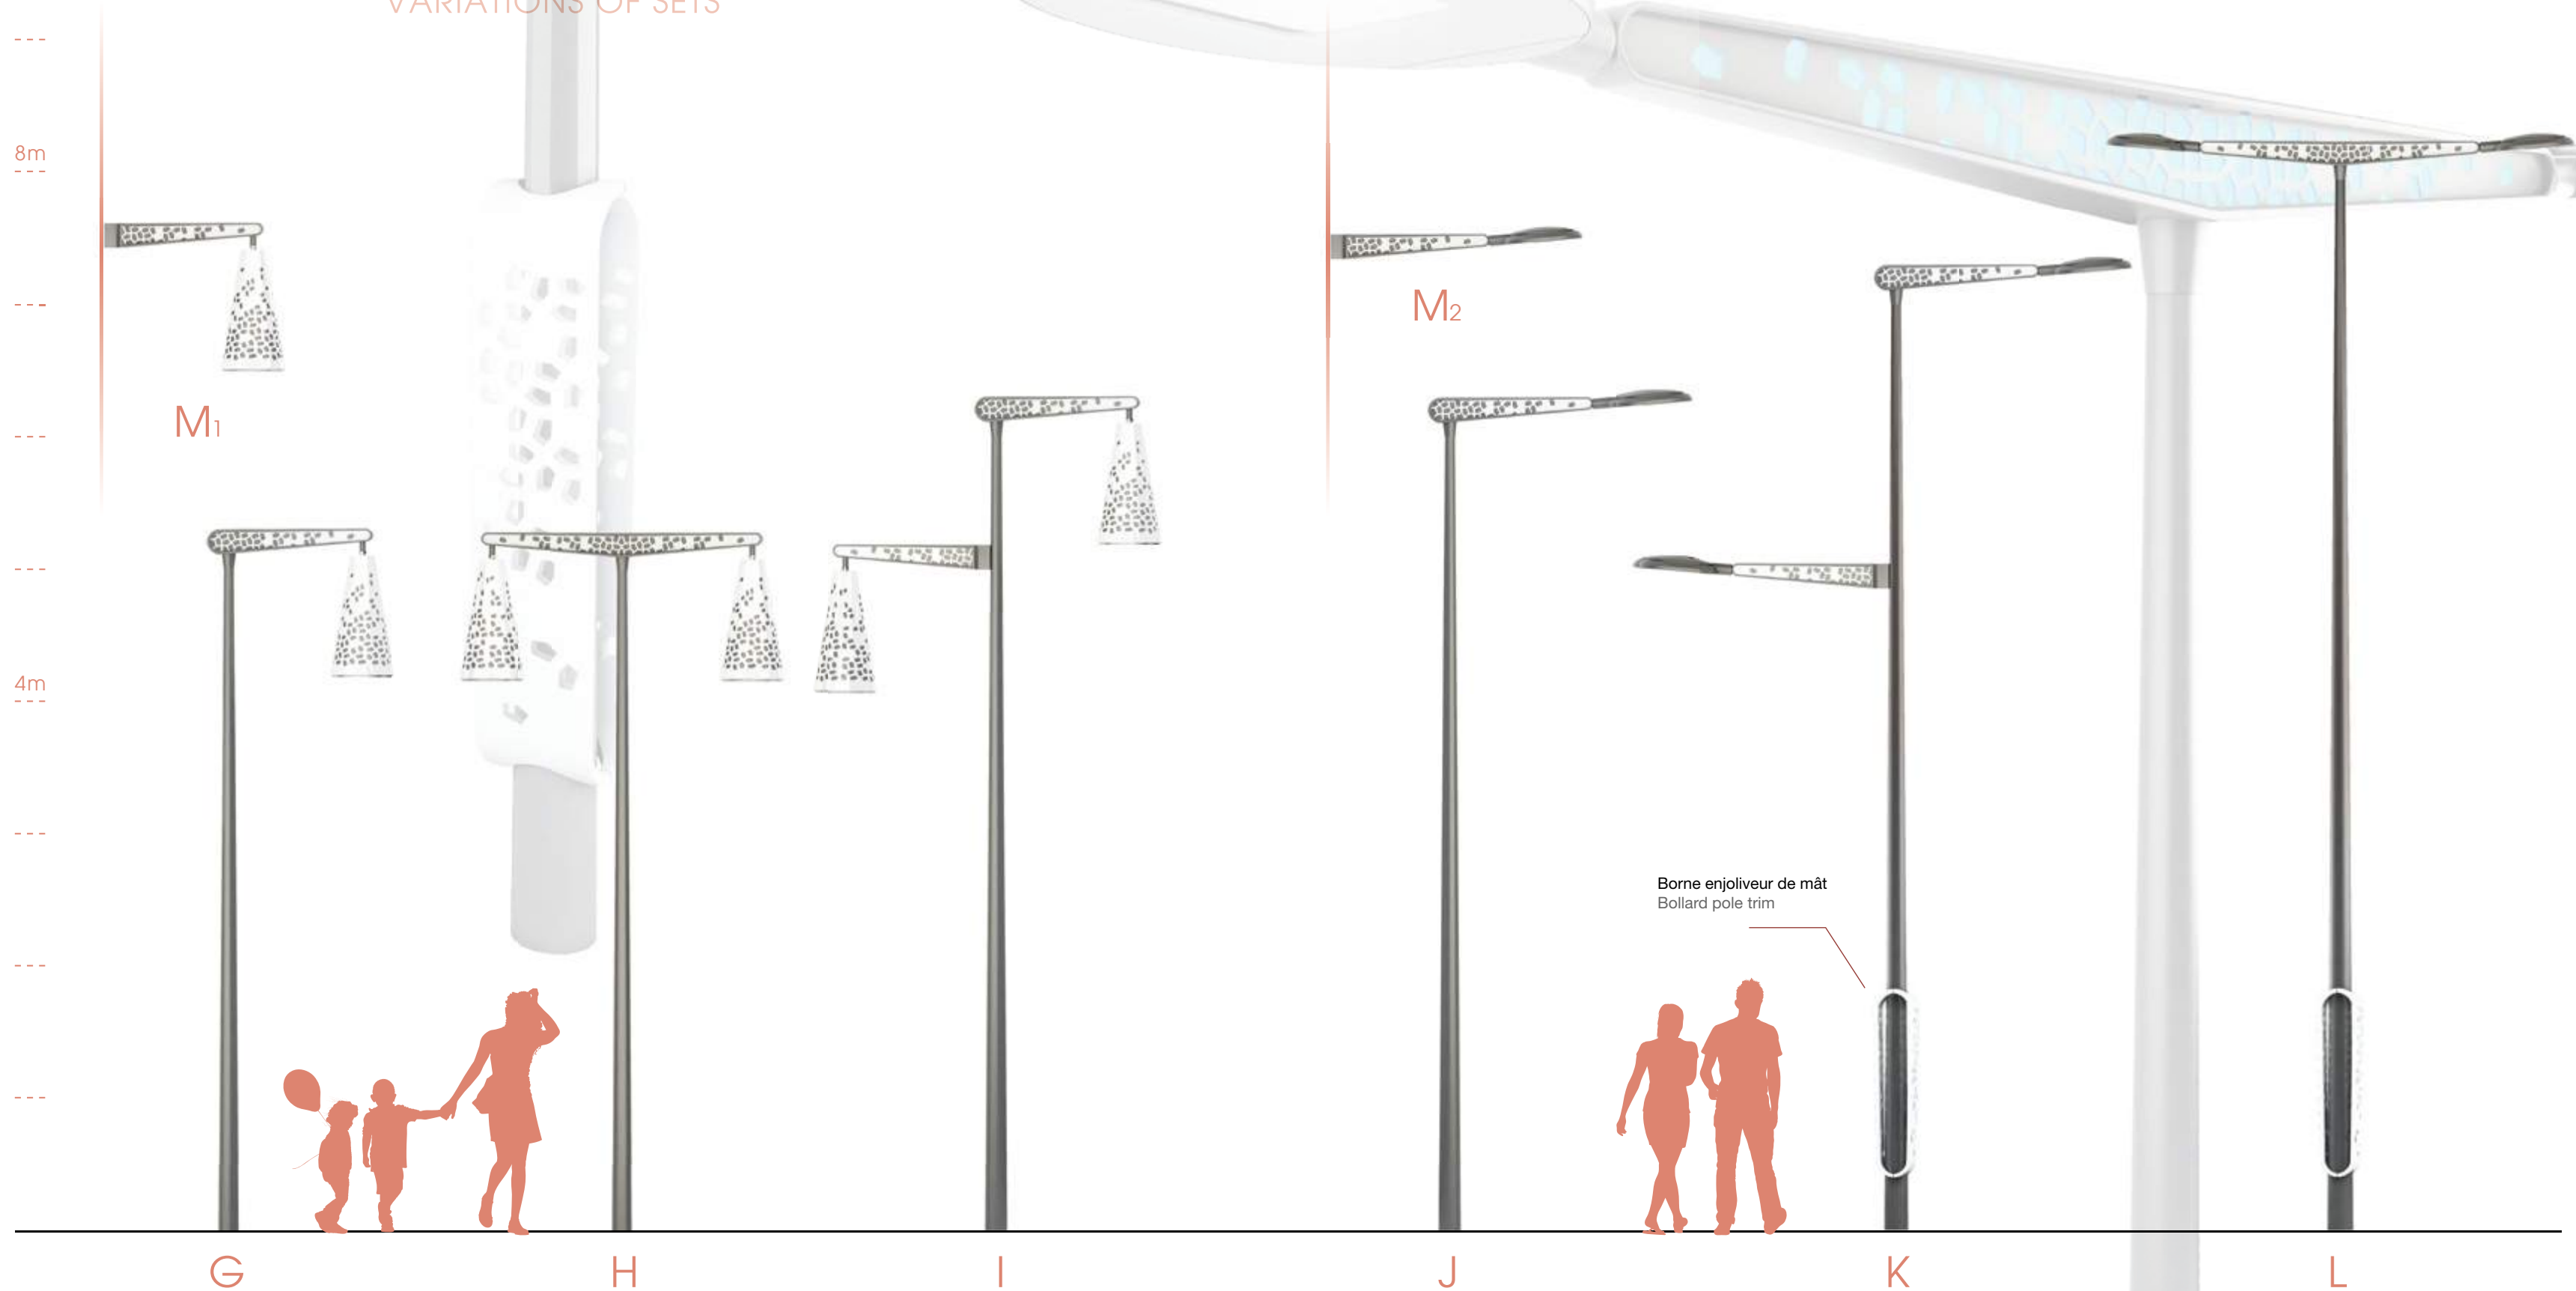 VARIATIONS OF SETS
8m
M2
M1
4m
Borne enjoliveur de mât
Bollard pole trim
G H I J K L